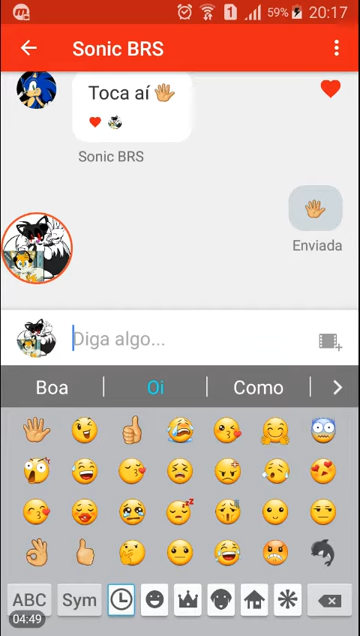 1 59% 20:17
Sonic BRS
Toca aí
Sonic BRS
Enviada
Diga algo...
Boa
Oi
Como
ABC
Sym
04:49